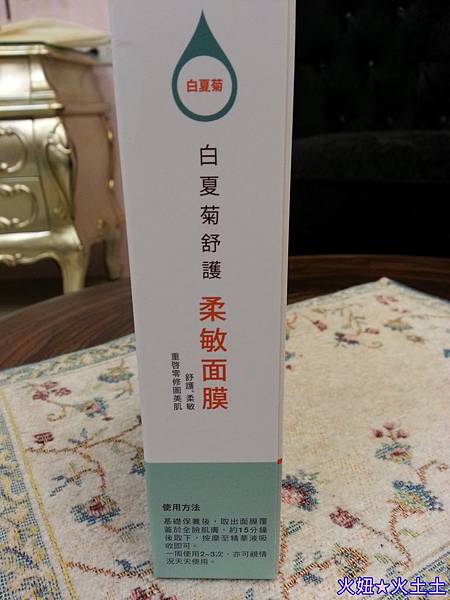 白夏菊
白夏菊舒護
柔敏面膜
舒護、柔敏
重啓零修圖美肌
使用方法
基礎保養後，取出面膜覆
蓋於全臉肌膚，約15分鐘
後取下，按摩至精華液吸
收即可。
一周使用2~3次，亦可視情
況天天使用。
火妞★火土土